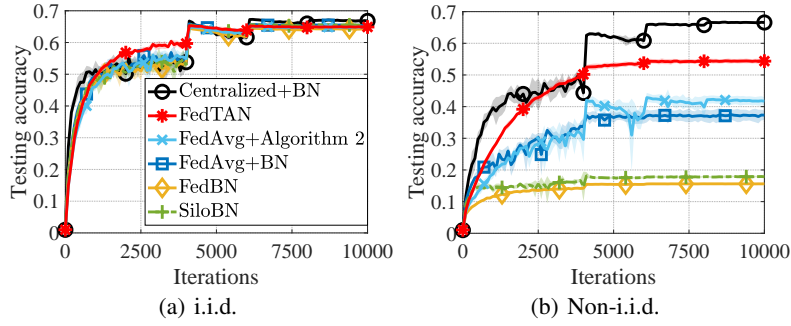 0.7
0.6
0.5
0.4
0.3
0.2
0.1
0
Testing accuracy
Centralized+BN
FedTAN
FedAvg+Algorithm 2
FedAvg+BN
FedBN
SiloBN
0 2500 5000 7500 10000
Iterations
(a) i.i.d.
0.7
0.6
0.5
0.4
0.3
0.2
0.1
0
Testing accuracy
0 2500 5000 7500 10000
Iterations
(b) Non-i.i.d.